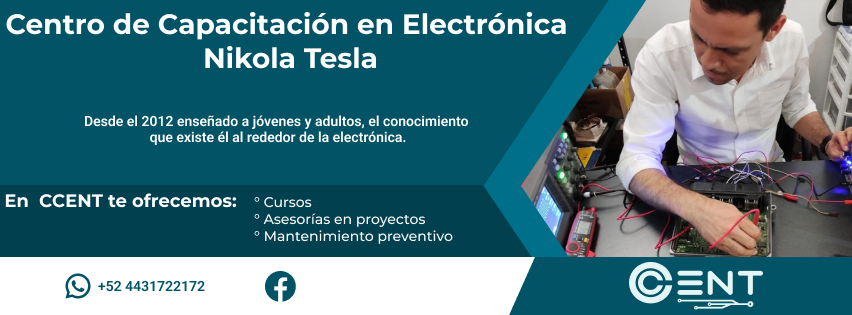 Centro de Capacitación en Electrónica
Nikola Tesla
Desde el 2012 enseñado a jóvenes y adultos, el conocimiento
que existe él al rededor de la electrónica.
En CCENT te ofrecemos:
° Cursos
° Asesorías en proyectos
° Mantenimiento preventivo
+52 4431722172
CCENT